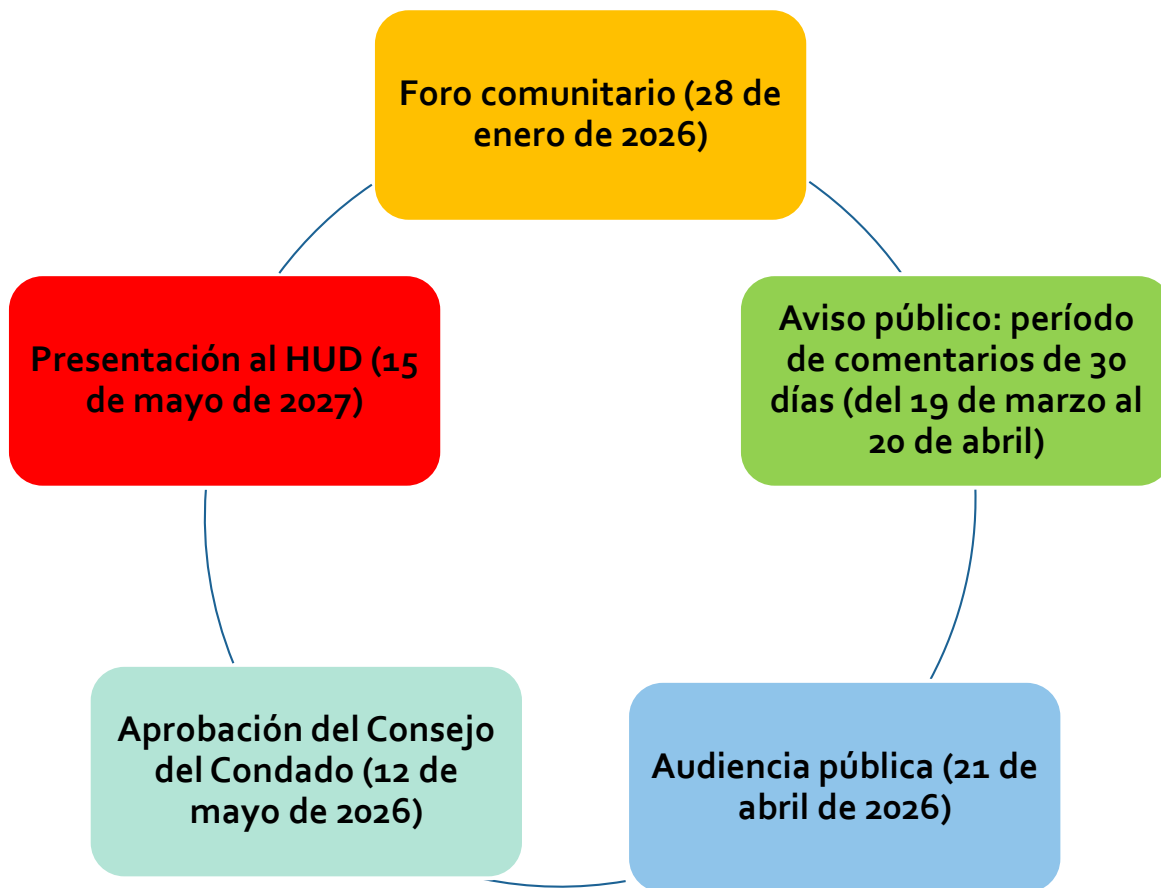 Foro comunitario (28 de
enero de 2026)
Aviso público: período
de comentarios de 30
días (del 19 de marzo al
20 de abril)
Audiencia pública (21 de
abril de 2026)
Aprobación del Consejo
del Condado (12 de
mayo de 2026)
Presentación al HUD (15
de mayo de 2027)